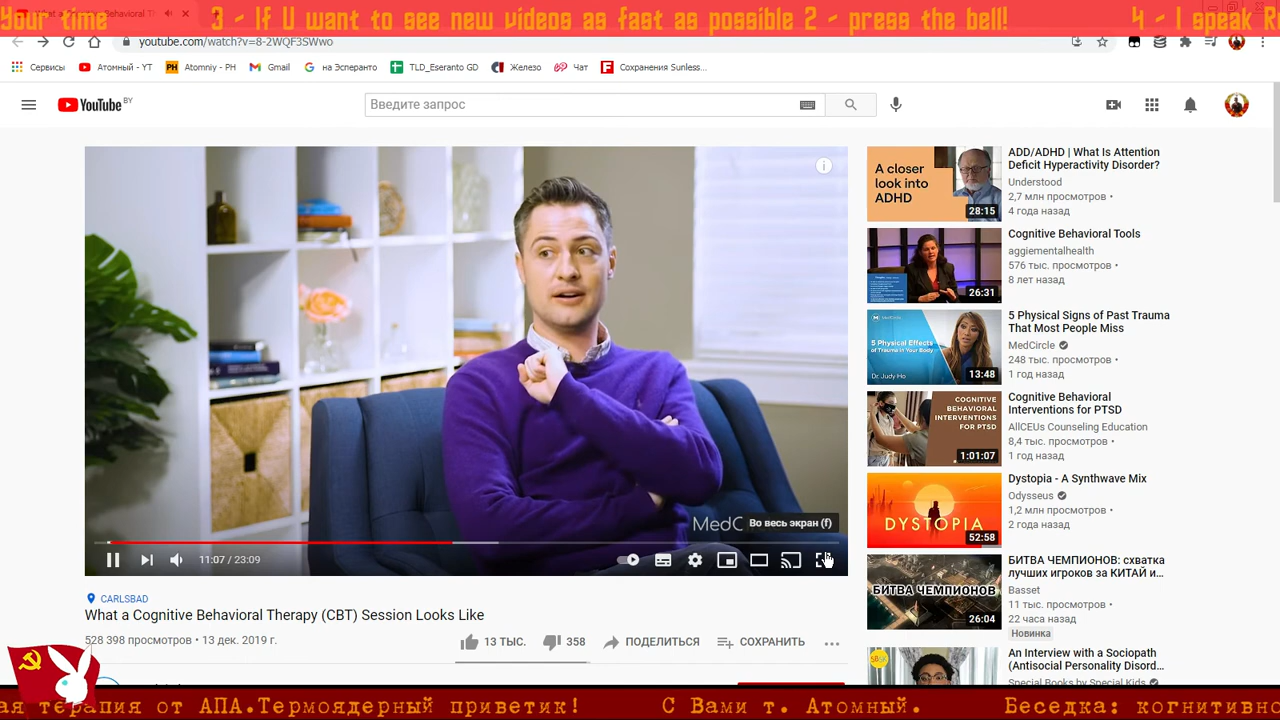 Your time 3 - If U want to see new videos as fast as possible 2 - press the bell! 4 - I speak R
youtube.com/watch?v=8-2WQF3SWwo
Сервисы Атомный - YT Atomniy - PH Gmail на Эсперанто TLD_Eseranto GD Железо Чат Сохранения Sunless...
YouTube BY
Введите запрос
A closer
look into
ADHD
28:15
ADD/ADHD | What Is Attention
Deficit Hyperactivity Disorder?
Understood
2,7 млн просмотров •
4 года назад
26:31
Cognitive Behavioral Tools
aggiementalhealth
576 тыс. просмотров •
8 лет назад
MedCircle
5 Physical Effects
of Trauma in Your Body
Dr. Judy Ho
13:48
5 Physical Signs of Past Trauma
That Most People Miss
MedCircle
248 тыс. просмотров •
1 год назад
COGNITIVE
BEHAVIORAL
INTERVENTIONS
FOR PTSD
1:01:07
Cognitive Behavioral
Interventions for PTSD
AllCEUs Counseling Education
8,4 тыс. просмотров •
1 год назад
DYSTOPIA
52:58
Dystopia - A Synthwave Mix
Odysseus
1,2 млн просмотров •
2 года назад
БИТВА ЧЕМПИОНОВ
26:04
БИТВА ЧЕМПИОНОВ: схватка
лучших игроков за КИТАЙ и...
Basset
11 тыс. просмотров •
22 часа назад
Новинка
An Interview with a Sociopath
(Antisocial Personality Disord...
Special Books by Special Kids
MedC
Во весь экран (f)
11:07 / 23:09
CARLSBAD
What a Cognitive Behavioral Therapy (CBT) Session Looks Like
528 398 просмотров • 13 дек. 2019 г.
13 ТЫС. 358 ПОДЕЛИТЬСЯ СОХРАНИТЬ
ая терапия от АПА.Термоядерный приветик! С Вами т. Атомный. Беседка: когнитивно